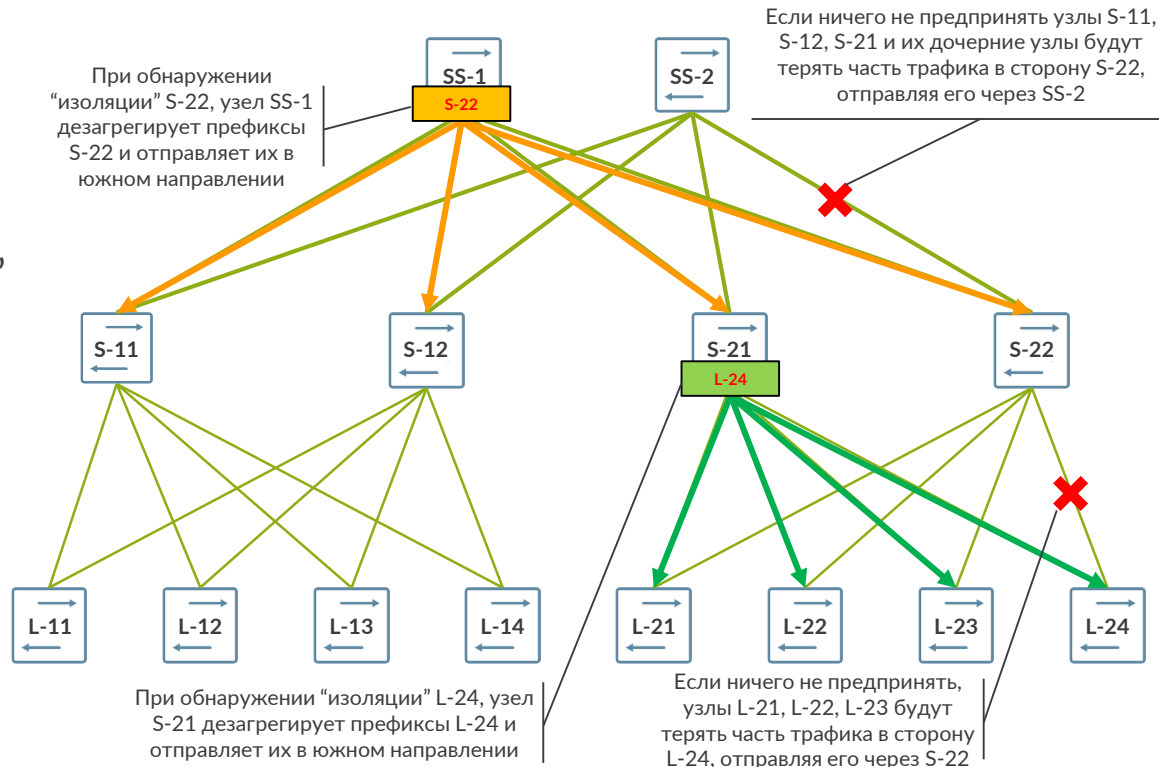 Если ничего не предпринять узлы S-11,
S-12, S-21 и их дочерние узлы будут
терять часть трафика в сторону S-22,
отправляя его через SS-2
При обнаружении
“изоляции” S-22, узел SS-1
дезагрегирует префиксы
S-22 и отправляет их в
южном направлении
SS-1
S-22
SS-2
,
S-11
S-12
S-21
L-24
S-22
L-11
L-12
L-13
L-14
L-21
L-22
L-23
L-24
При обнаружении “изоляции” L-24, узел
S-21 дезагрегирует префиксы L-24 и
отправляет их в южном направлении
Если ничего не предпринять,
узлы L-21, L-22, L-23 будут
терять часть трафика в сторону
L-24, отправляя его через S-22